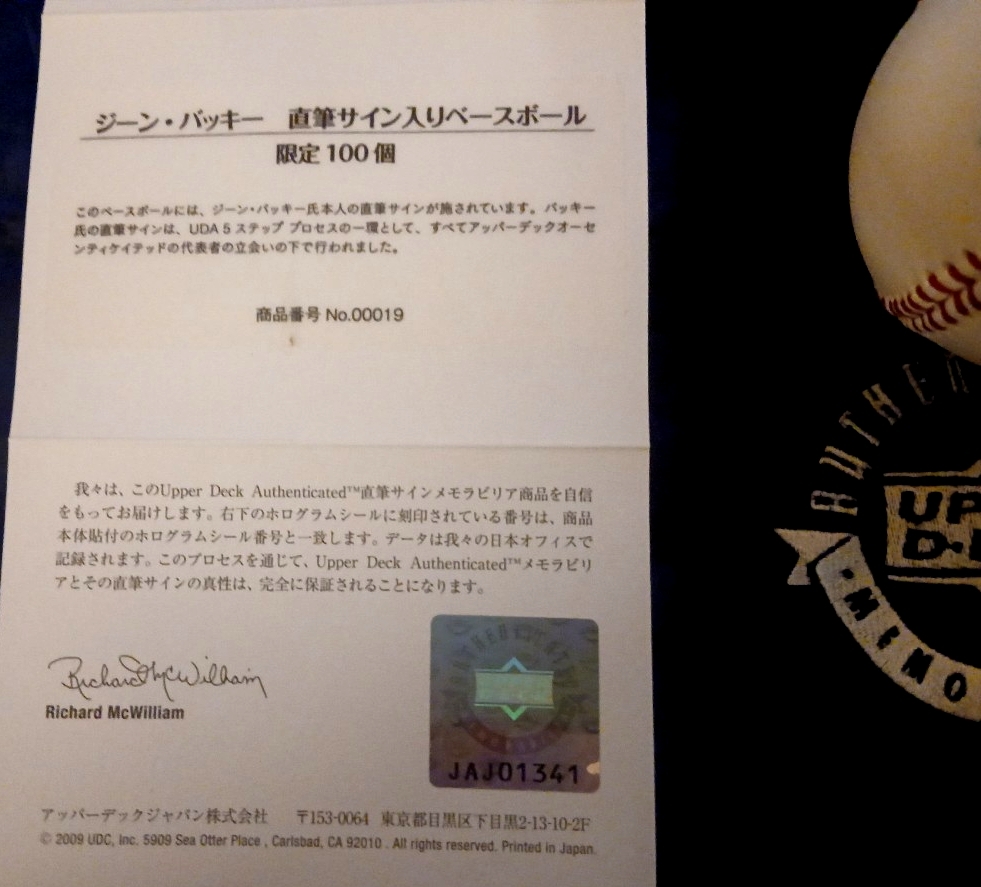 ジーン・バッキー 直筆サイン入りベースボール
限定100個
このベースボールには、ジーン・バッキー氏本人の直筆サインが施されています。バッキー
氏の直筆サインは、UDA 5 ステップ プロセスの一環として、すべてアッパーデックオーセ
ンティケイテッドの代表者の立会いの下で行われました。
商品番号 No.00019
我々は、このUpper Deck Authenticated™直筆サインメモラビリア商品を自信
をもってお届けします。右下のホログラムシールに刻印されている番号は、商品
本体貼付のホログラムシール番号と一致します。データは我々の日本オフィスで
記録されます。このプロセスを通じて、Upper Deck Authenticated™メモラビリ
アとその直筆サインの真性は、完全に保証されることになります。
Richard McWilliam
Richard McWilliam
JAJ01341
アッパーデックジャパン株式会社 〒153-0064 東京都目黒区下目黒2-13-10-2F
© 2009 UDC, Inc. 5909 Sea Otter Place , Carlsbad, CA 92010 . All rights reserved. Printed in Japan.
AUTHEN
UP
D
MEMO